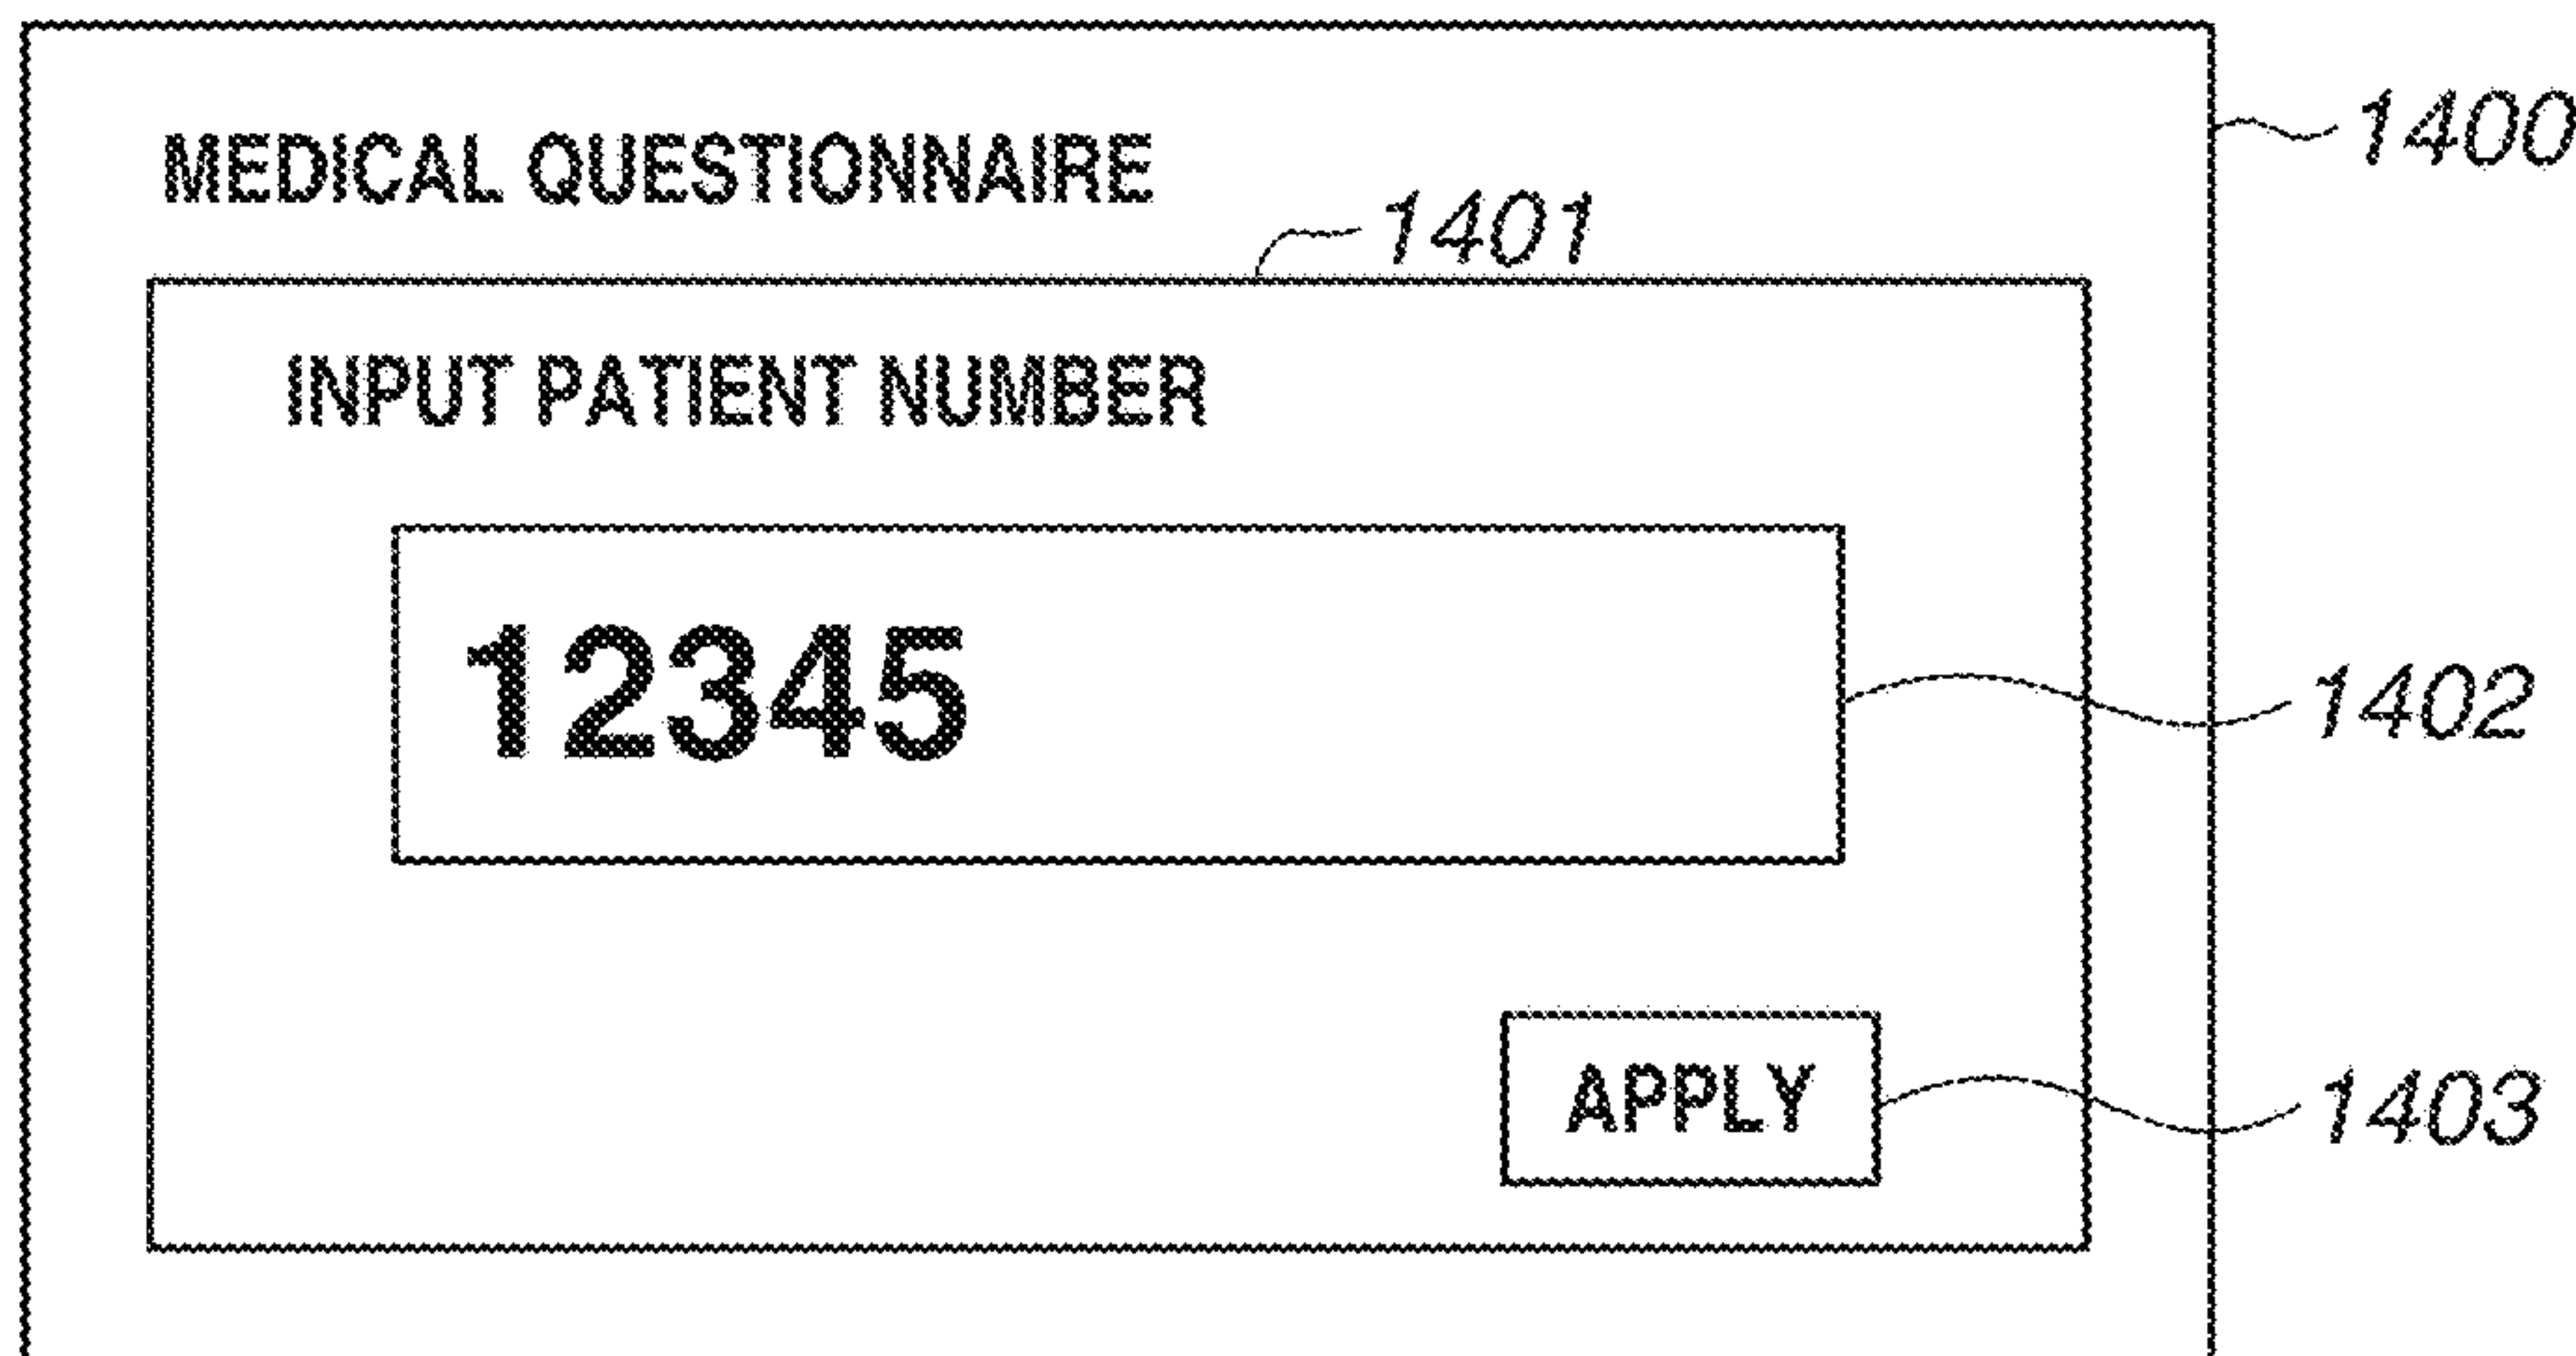 1400
MEDICAL QUESTIONNAIRE
1401
INPUT PATIENT NUMBER
12345
1402
APPLY
1403